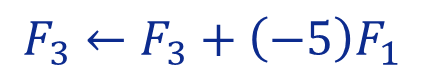 F₃ ← F₃ + (−5)F₁